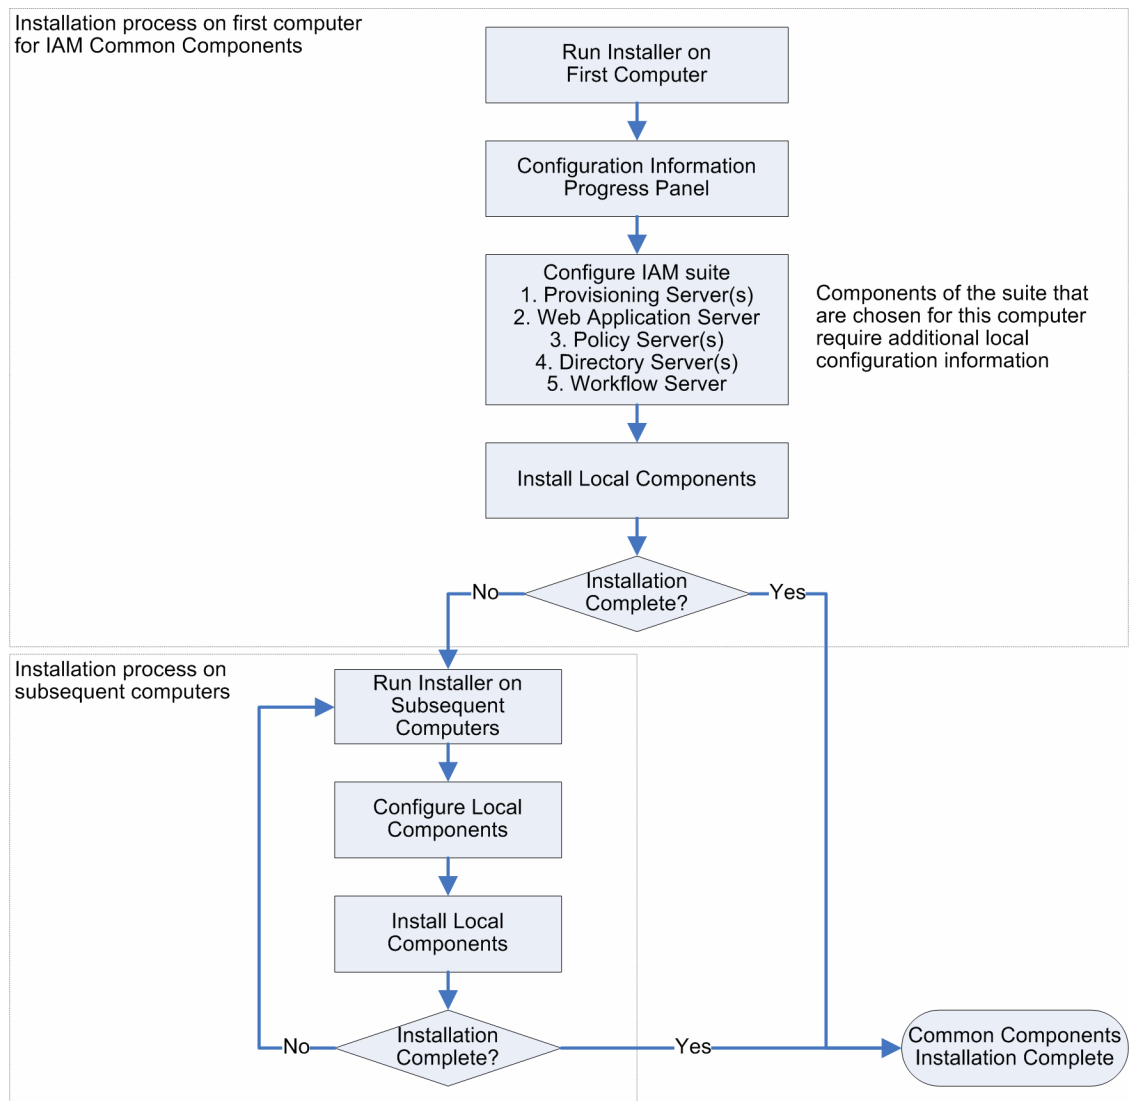 Installation process on first computer
for IAM Common Components
Run Installer on
First Computer
Configuration Information
Progress Panel
Configure IAM suite
1. Provisioning Server(s)
2. Web Application Server
3. Policy Server(s)
4. Directory Server(s)
5. Workflow Server
Components of the suite that
are chosen for this computer
require additional local
configuration information
Install Local Components
Installation
Complete?
No
Yes
Installation process on
subsequent computers
Run Installer on
Subsequent
Computers
Configure Local
Components
Install Local
Components
Installation
Complete?
No
Yes
Common Components
Installation Complete